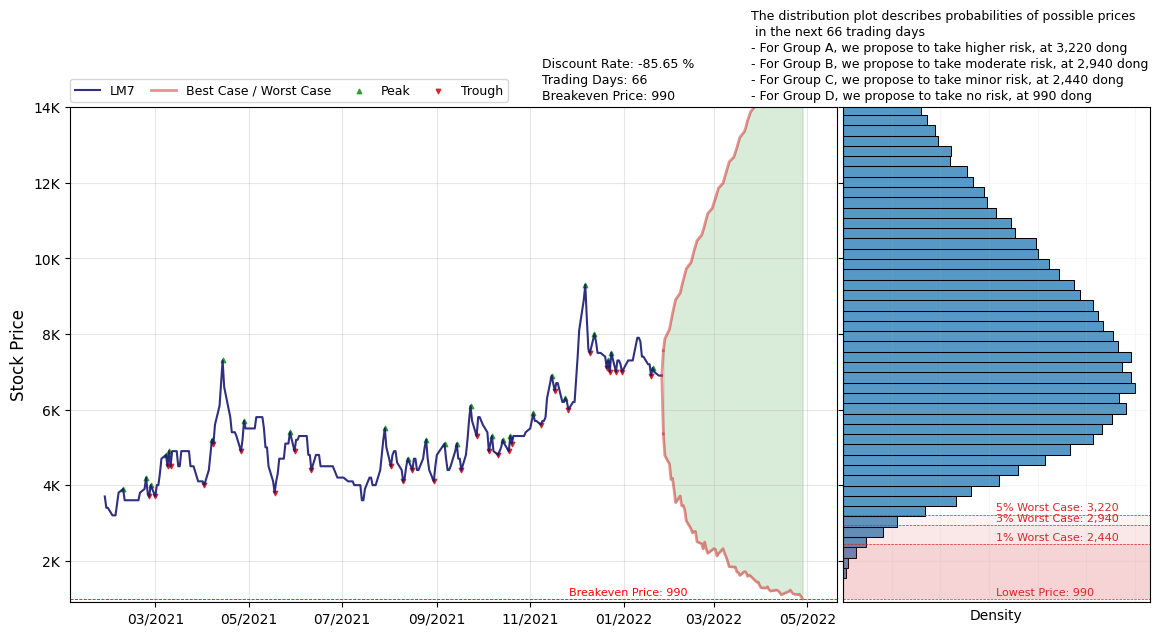 The distribution plot describes probabilities of possible prices
in the next 66 trading days
- For Group A, we propose to take higher risk, at 3,220 dong
- For Group B, we propose to take moderate risk, at 2,940 dong
- For Group C, we propose to take minor risk, at 2,440 dong
- For Group D, we propose to take no risk, at 990 dong
Discount Rate: -85.65 %
Trading Days: 66
Breakeven Price: 990
LM7
Best Case / Worst Case
Peak
Trough
Stock Price
14K
12K
10K
8K
6K
4K
2K
Breakeven Price: 990
03/2021
05/2021
07/2021
09/2021
11/2021
01/2022
03/2022
05/2022
5% Worst Case: 3,220
3% Worst Case: 2,940
1% Worst Case: 2,440
Lowest Price: 990
Density